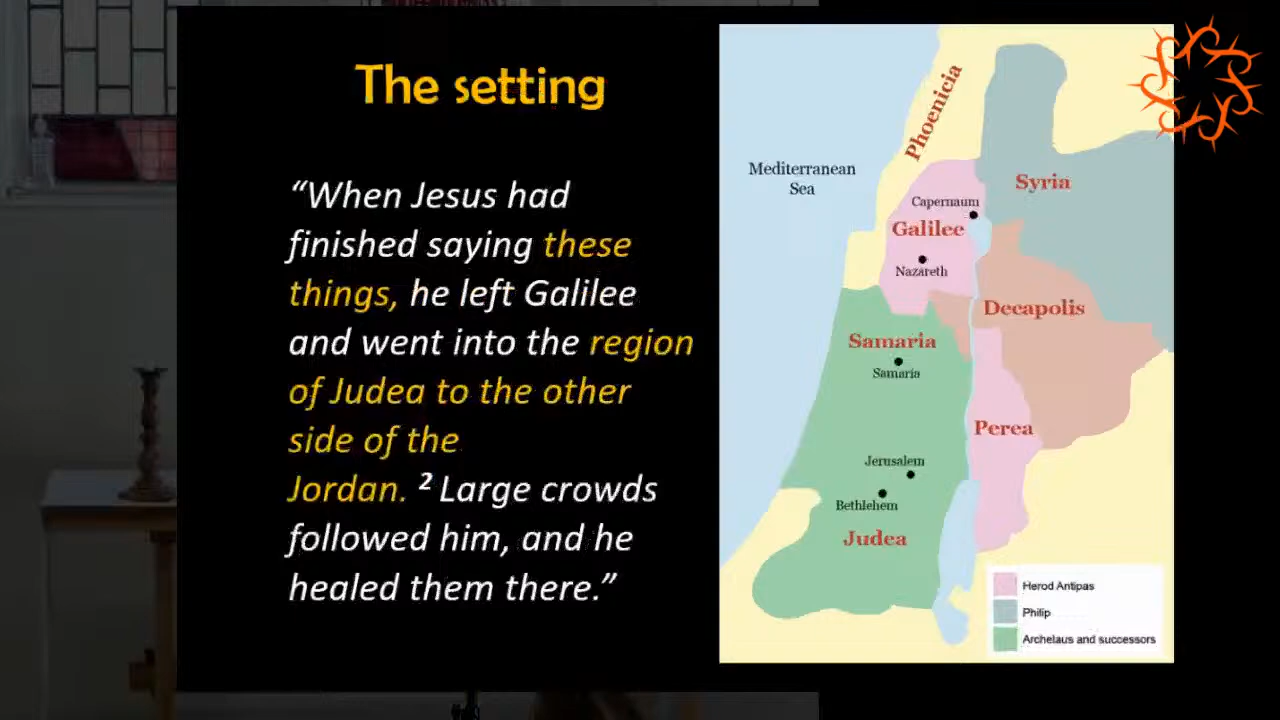 The setting
“When Jesus had
finished saying these
things, he left Galilee
and went into the region
of Judea to the other
side of the
Jordan. ² Large crowds
followed him, and he
healed them there.”
Phoenicia
Mediterranean
Sea
Syria
Capernaum
Galilee
Nazareth
Decapolis
Samaria
Samaria
Perea
Jerusalem
Bethlehem
Judea
Herod Antipas
Philip
Archelaus and successors